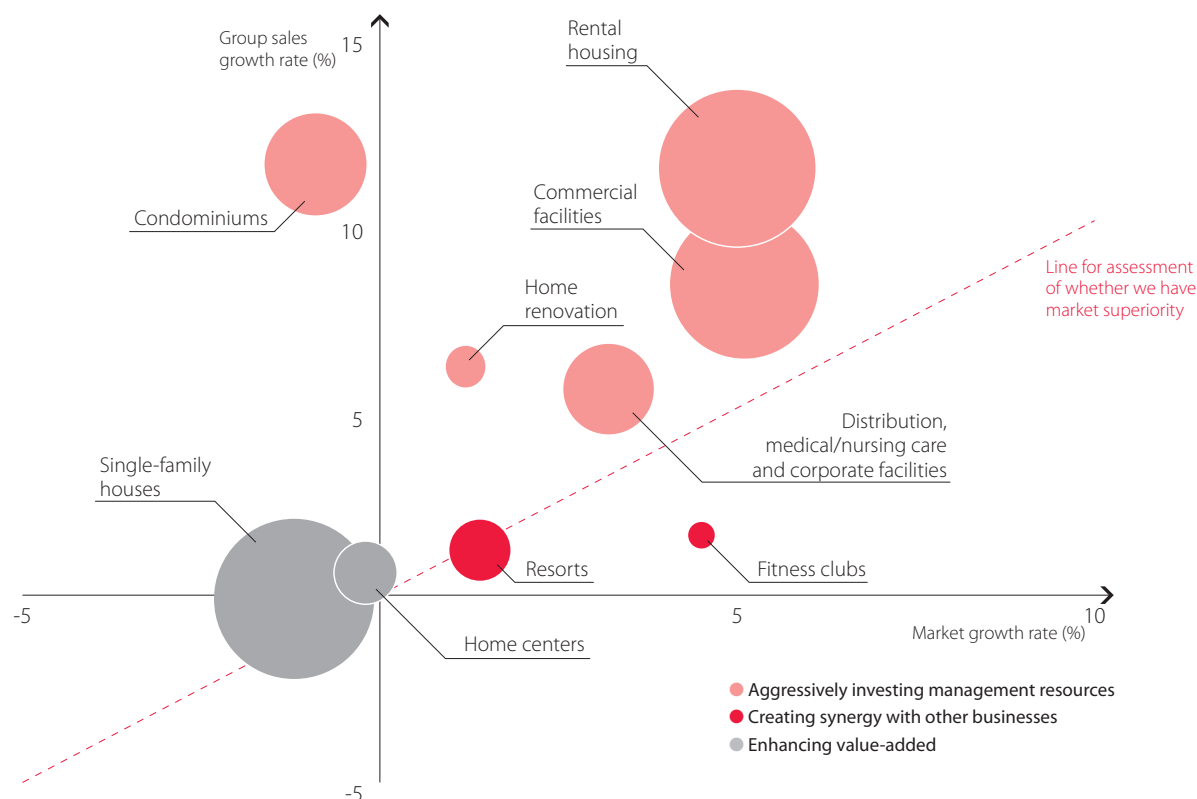 Group sales
growth rate (%)
15
Rental
housing
Condominiums
10
Commercial
facilities
Line for assessment
of whether we have
market superiority
Home
renovation
5
Distribution,
medical/nursing care
and corporate facilities
Single-family
houses
Resorts
Fitness clubs
-5
5
10
Market growth rate (%)
Home centers
Aggressively investing management resources
Creating synergy with other businesses
Enhancing value-added
-5